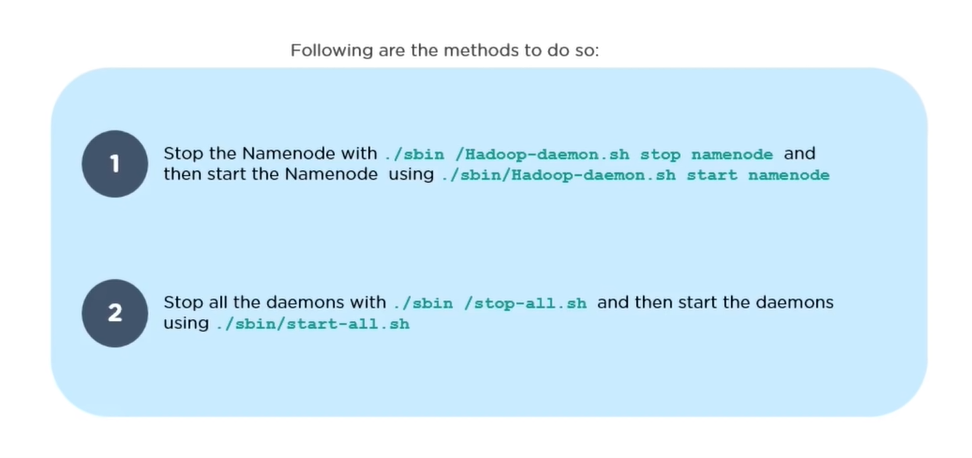 Following are the methods to do so:
1
Stop the Namenode with ./sbin /Hadoop-daemon.sh stop namenode and
then start the Namenode using ./sbin/Hadoop-daemon.sh start namenode
2
Stop all the daemons with ./sbin /stop-all.sh and then start the daemons
using ./sbin/start-all.sh